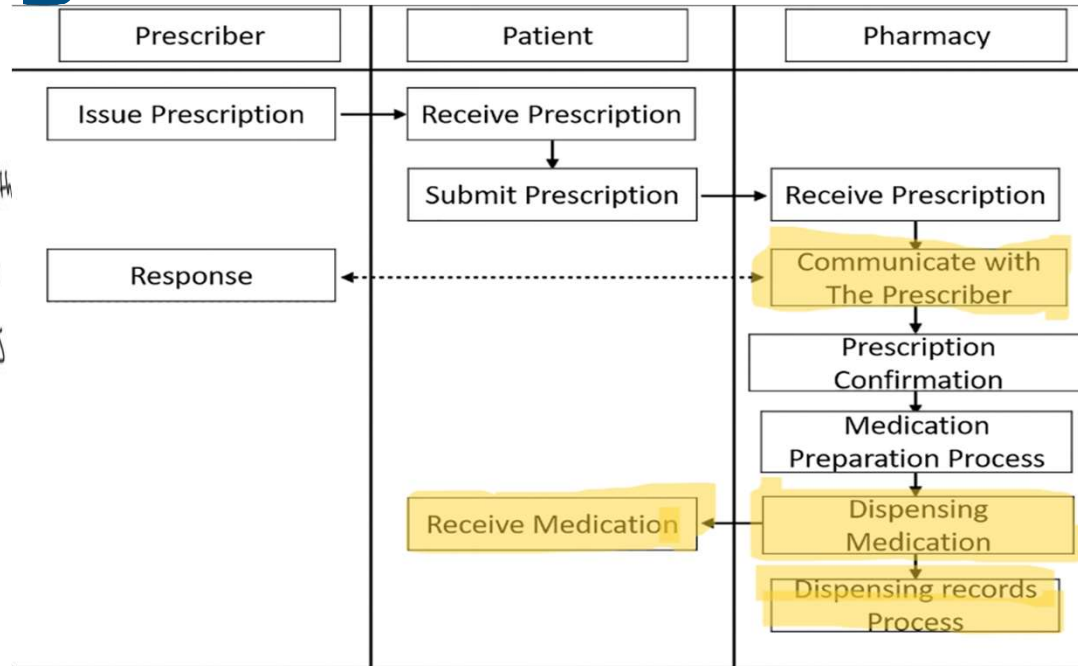 Prescriber
Patient
Pharmacy
Issue Prescription
Receive Prescription
Submit Prescription
Receive Prescription
Response
Communicate with
The Prescriber
Prescription
Confirmation
Medication
Preparation Process
Receive Medication
Dispensing
Medication
Dispensing records
Process